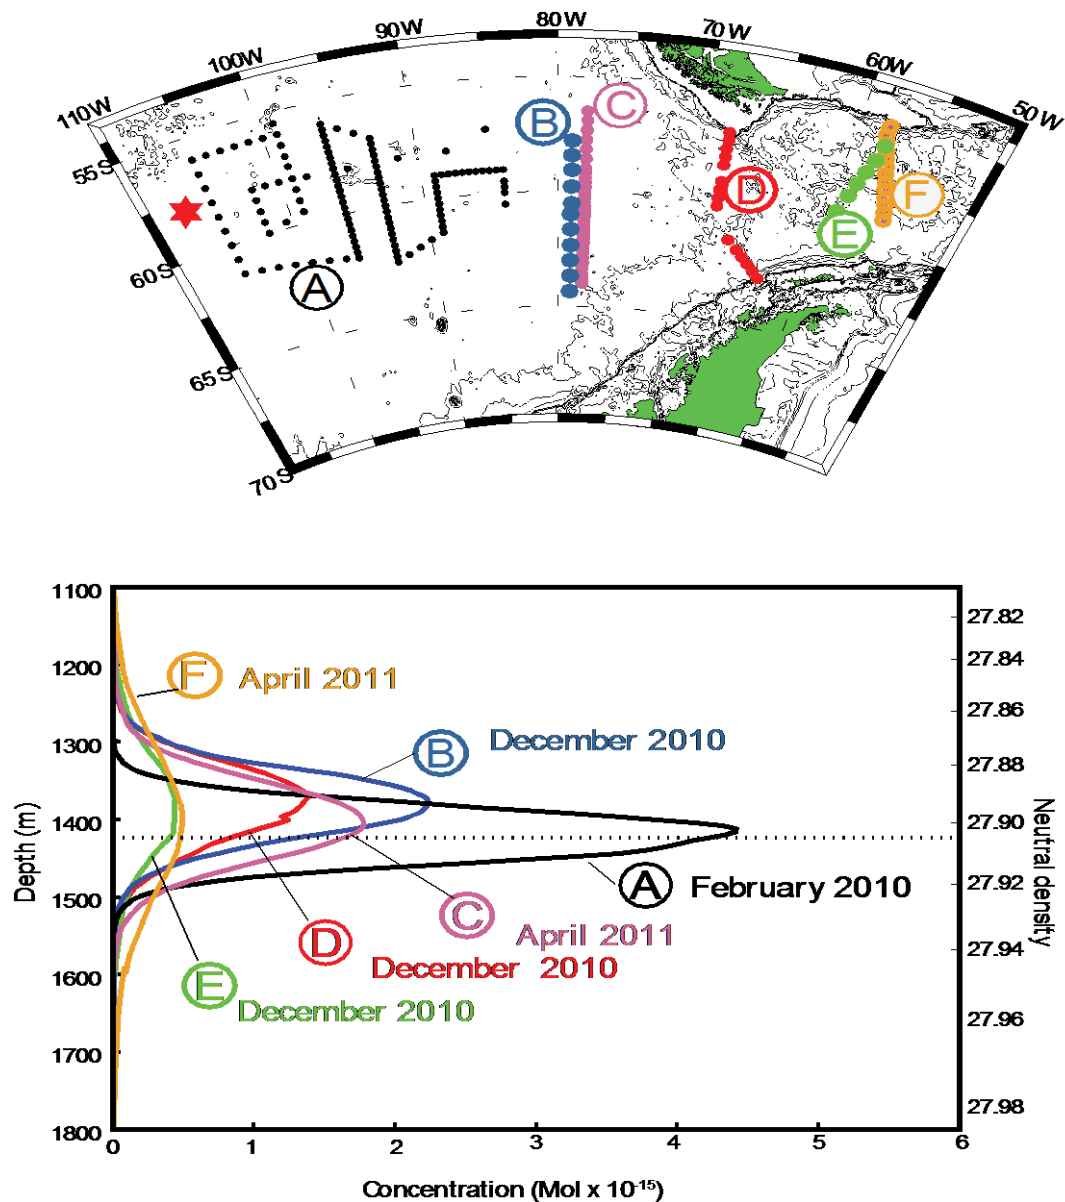 110W
100W
90W
80W
70W
60W
50W
55S
60S
65S
70S
A
B
C
D
E
F
1100
1200
1300
1400
1500
1600
1700
1800
Depth (m)
27.82
27.84
27.86
27.88
27.90
27.92
27.94
27.96
27.98
Neutral density
F April 2011
B December 2010
A February 2010
C April 2011
D December 2010
E December 2010
0 1 2 3 4 5 6
Concentration (Mol x 10⁻¹⁵)